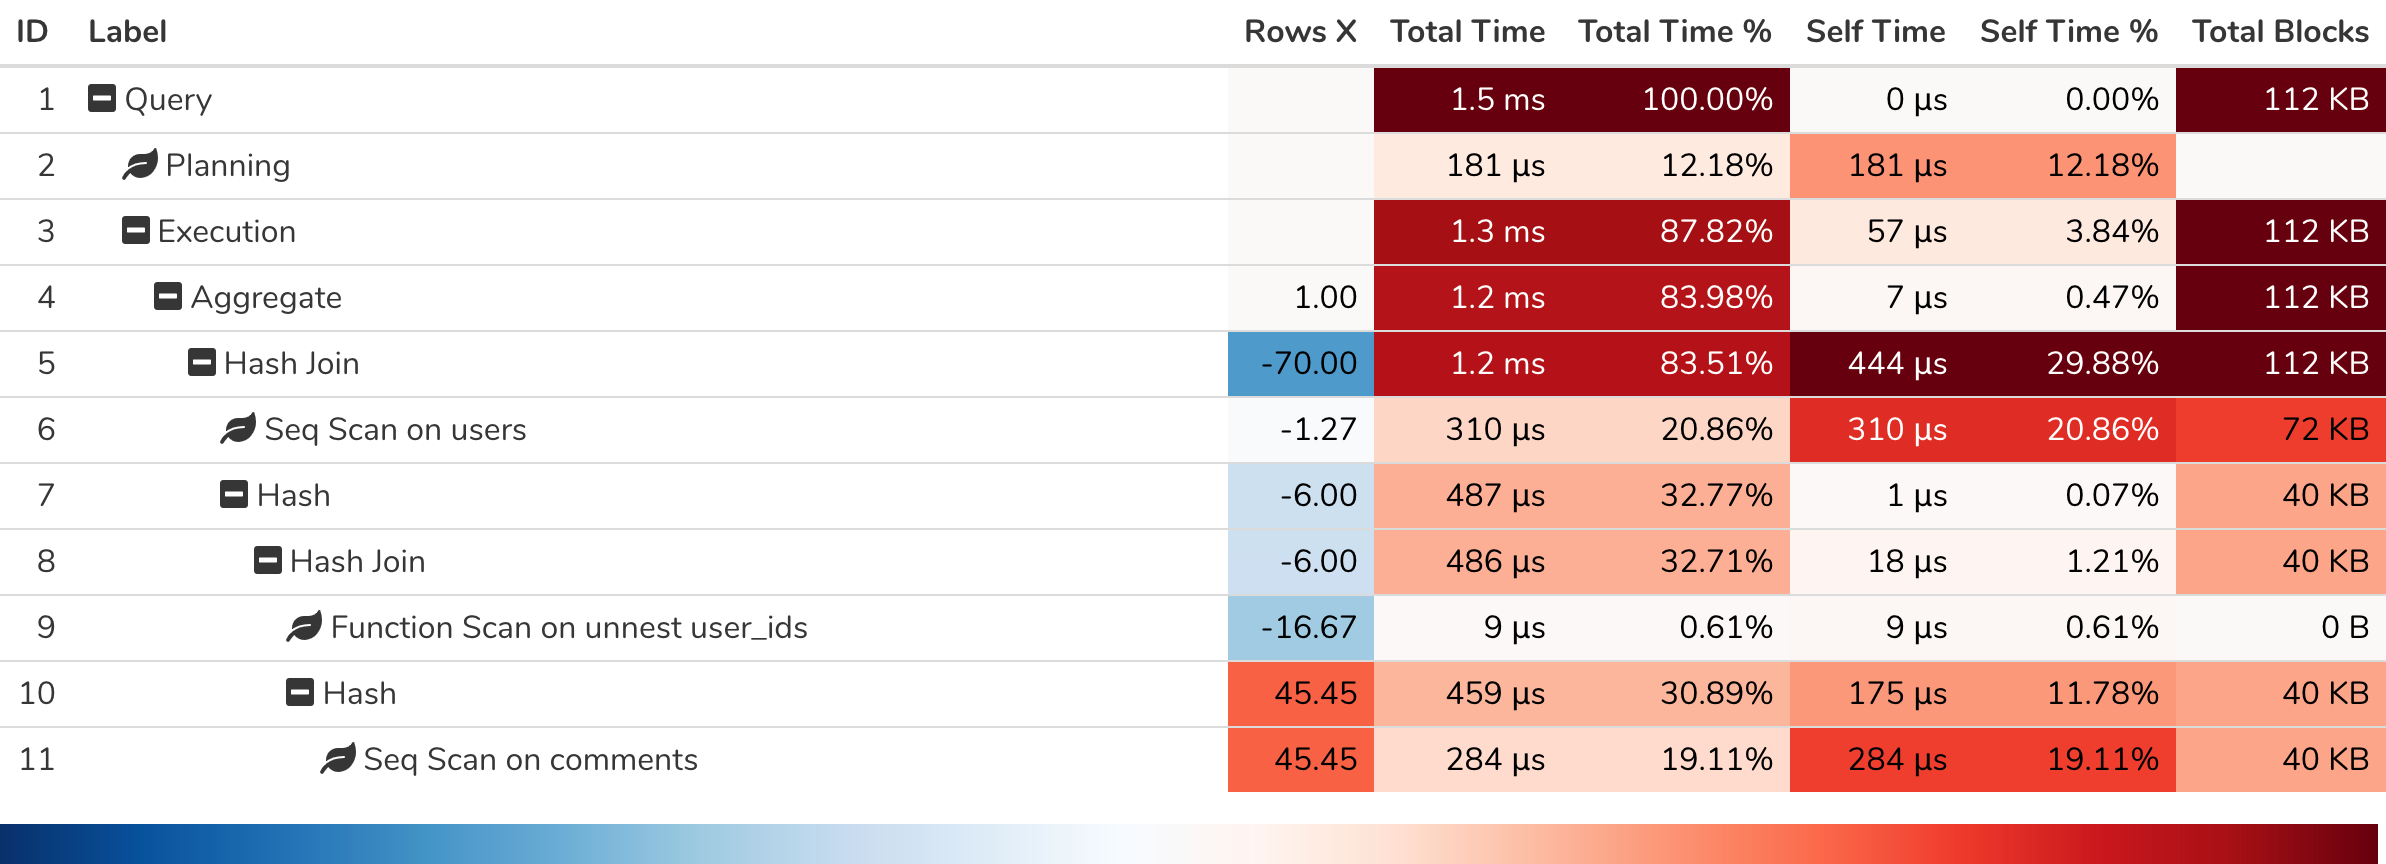 ID Label Rows X Total Time Total Time % Self Time Self Time % Total Blocks
1 Query 1.5 ms 100.00% 0 µs 0.00% 112 KB
2 Planning 181 µs 12.18% 181 µs 12.18%
3 Execution 1.3 ms 87.82% 57 µs 3.84% 112 KB
4 Aggregate 1.00 1.2 ms 83.98% 7 µs 0.47% 112 KB
5 Hash Join -70.00 1.2 ms 83.51% 444 µs 29.88% 112 KB
6 Seq Scan on users -1.27 310 µs 20.86% 310 µs 20.86% 72 KB
7 Hash -6.00 487 µs 32.77% 1 µs 0.07% 40 KB
8 Hash Join -6.00 486 µs 32.71% 18 µs 1.21% 40 KB
9 Function Scan on unnest user_ids -16.67 9 µs 0.61% 9 µs 0.61% 0 B
10 Hash 45.45 459 µs 30.89% 175 µs 11.78% 40 KB
11 Seq Scan on comments 45.45 284 µs 19.11% 284 µs 19.11% 40 KB